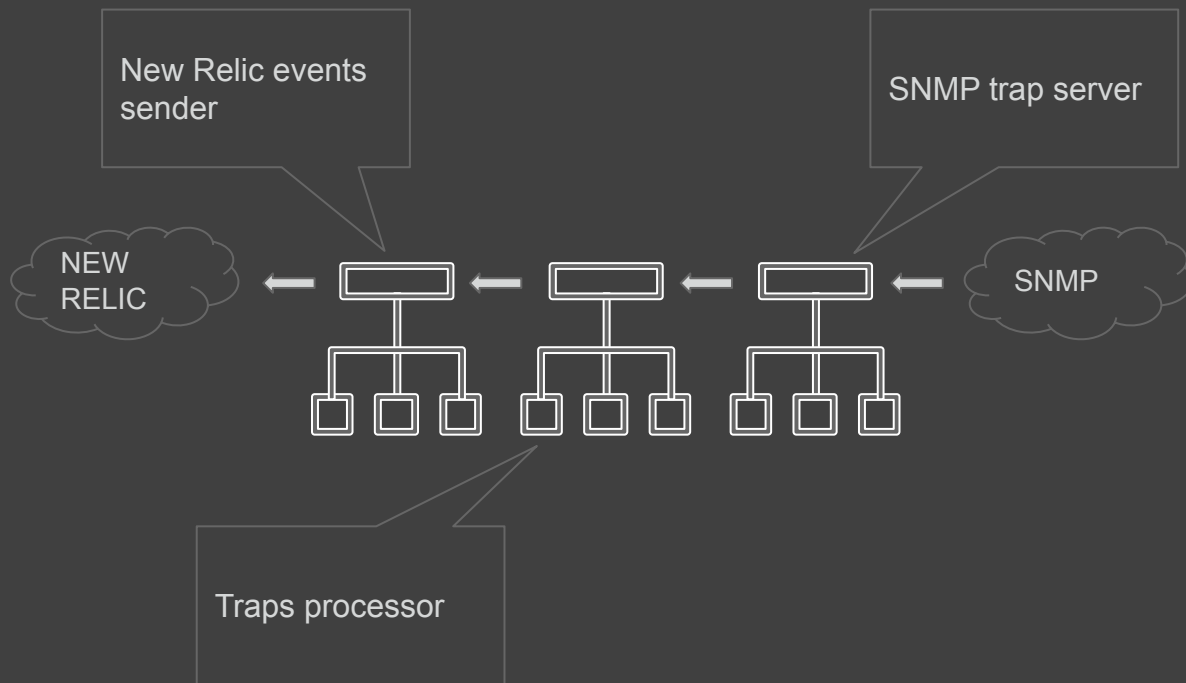 New Relic events
sender
SNMP trap server
NEW
RELIC
SNMP
Traps processor